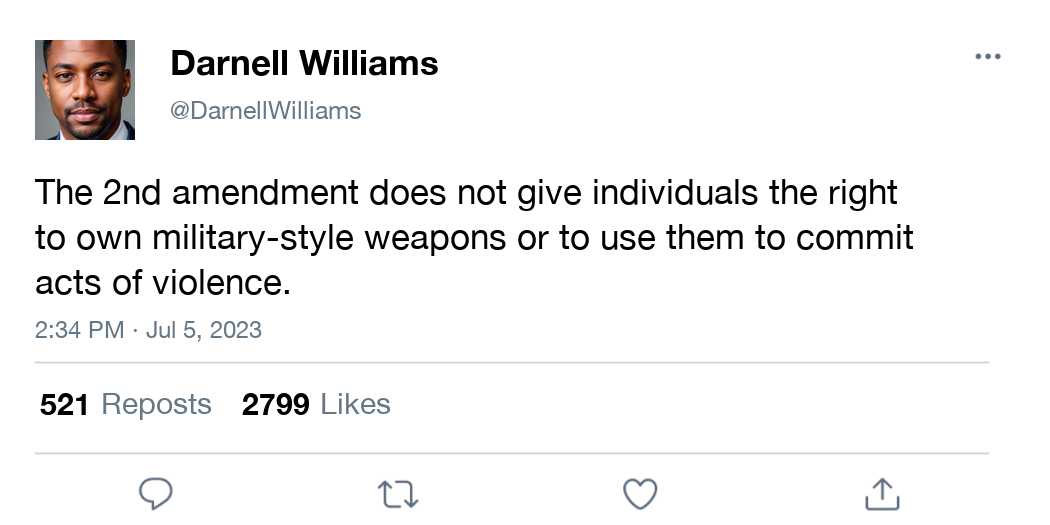 Darnell Williams
@DarnellWilliams
The 2nd amendment does not give individuals the right
to own military-style weapons or to use them to commit
acts of violence.
2:34 PM · Jul 5, 2023
521 Reposts 2799 Likes